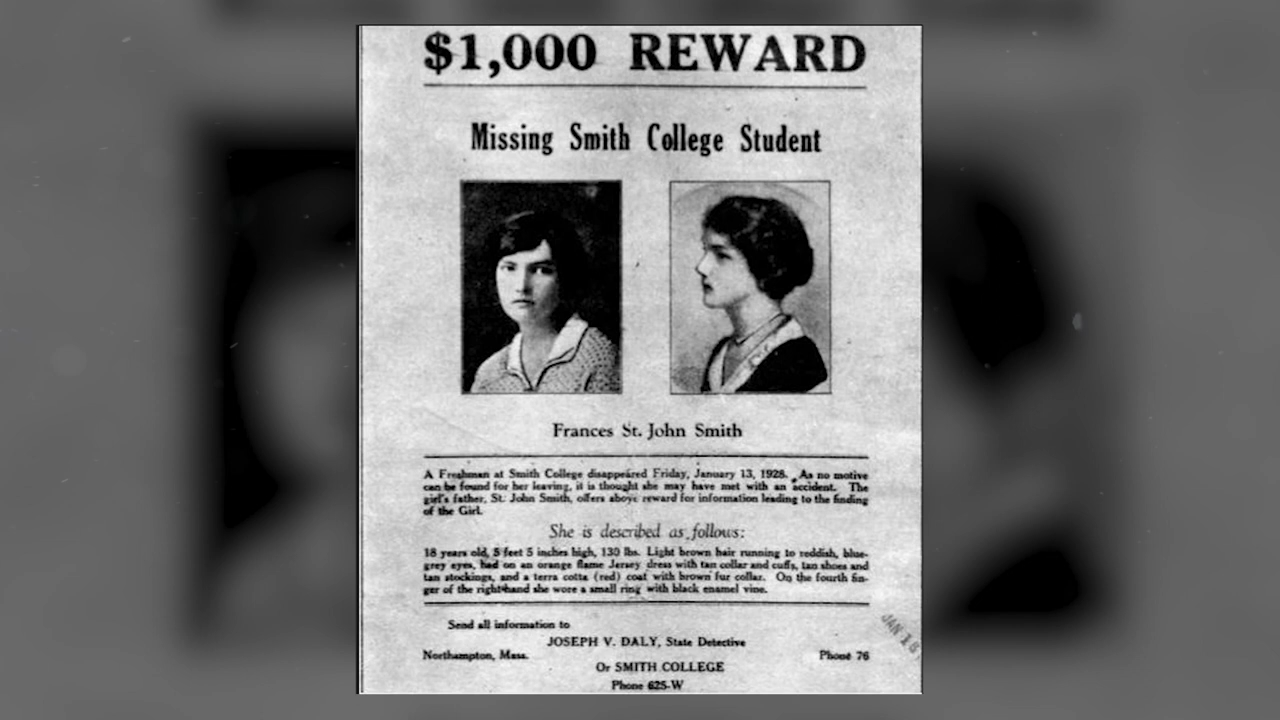 $1,000 REWARD
Missing Smith College Student
Frances St. John Smith
A Freshman at Smith College disappeared Friday, January 13, 1928. As no motive
can be found for her leaving, it is thought she may have met with an accident. The
girl's father, St. John Smith, offers above reward for information leading to the finding
of the Girl.
She is described as follows:
18 years old, 5 feet 5 inches high, 130 lbs. Light brown hair running to reddish, blue-
grey eyes, had on an orange flame Jersey dress with tan collar and cuffs, tan shoes and
tan stockings, and a terra cotta (red) coat with brown fur collar. On the fourth fin-
ger of the right hand she wore a small ring with black enamel vine.
Send all information to
JOSEPH V. DALY, State Detective
Northampton, Mass. Phone 76
Or SMITH COLLEGE
Phone 625-W
JAN 18